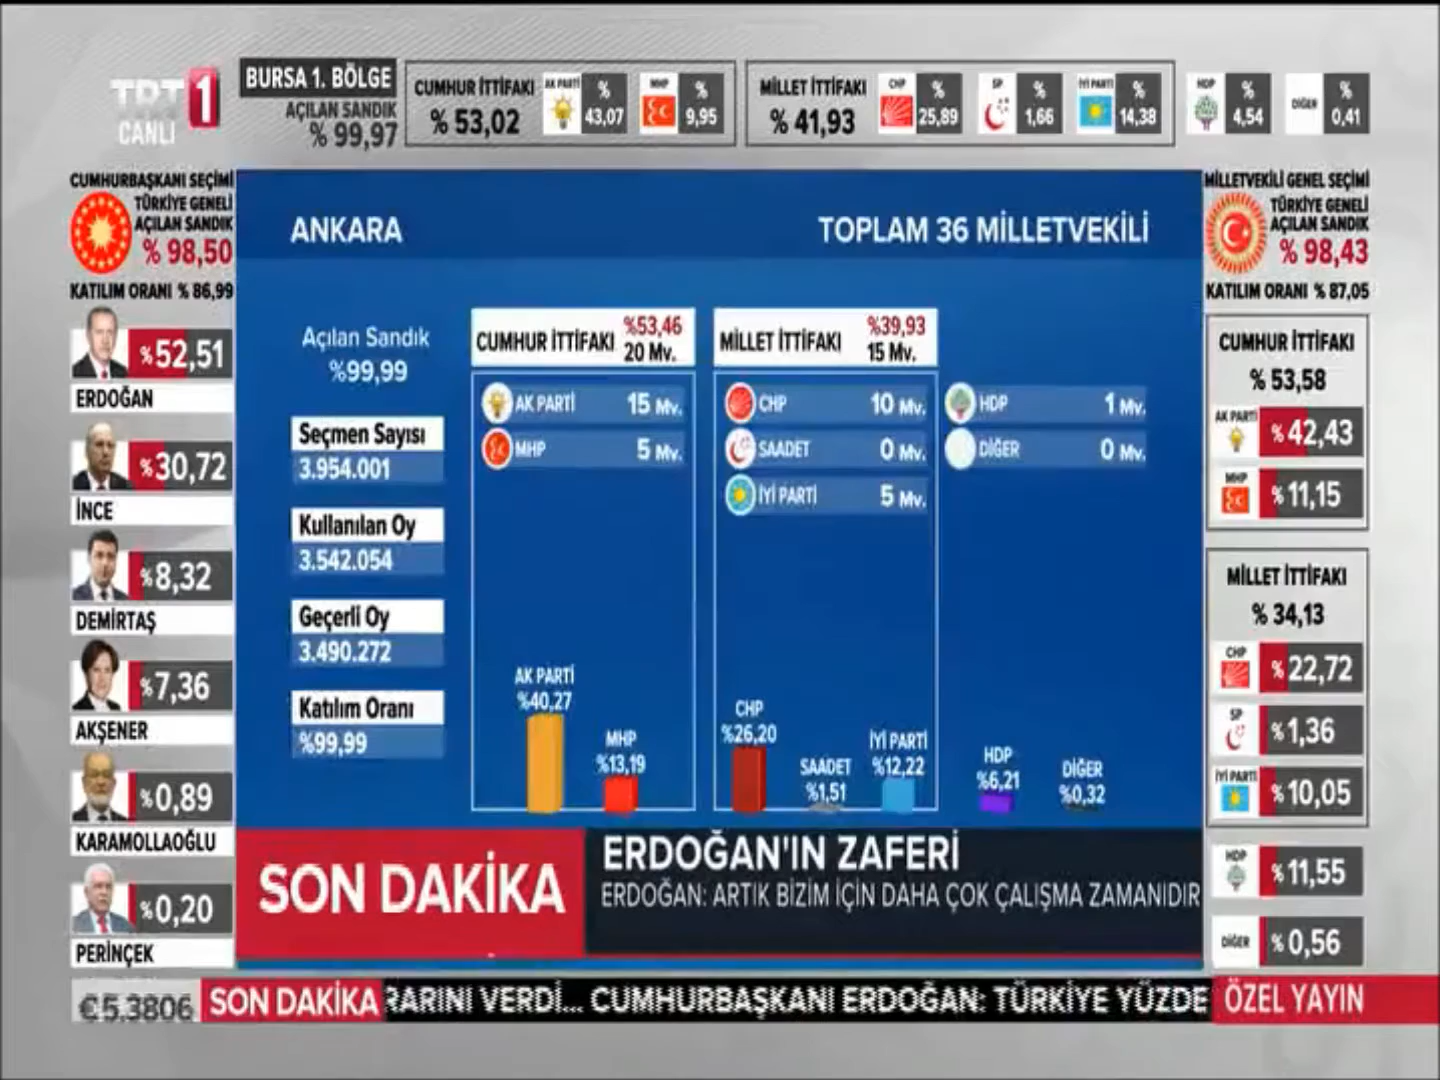 TRT 1
CANLI
BURSA 1. BÖLGE
AÇILAN SANDIK
% 99,97
CUMHUR İTTİFAKI
% 53,02
AK PARTİ
%
43,07
MHP
%
9,95
MİLLET İTTİFAKI
% 41,93
CHP
%
25,89
SP
%
1,66
İYİ PARTİ
%
14,38
HDP
%
4,54
DİĞER
%
0,41
CUMHURBAŞKANI SEÇİMİ
TÜRKİYE GENELİ
AÇILAN SANDIK
% 98,50
KATILIM ORANI % 86,99
%52,51
ERDOĞAN
%30,72
İNCE
%8,32
DEMİRTAŞ
%7,36
AKŞENER
%0,89
KARAMOLLAOĞLU
%0,20
PERİNÇEK
ANKARA
TOPLAM 36 MİLLETVEKİLİ
Açılan Sandık
%99,99
Seçmen Sayısı
3.954.001
Kullanılan Oy
3.542.054
Geçerli Oy
3.490.272
Katılım Oranı
%99,99
CUMHUR İTTİFAKI
%53,46
20 Mv.
AK PARTİ 15 Mv.
MHP 5 Mv.
MİLLET İTTİFAKI
%39,93
15 Mv.
CHP 10 Mv.
SAADET 0 Mv.
İYİ PARTİ 5 Mv.
HDP 1 Mv.
DİĞER 0 Mv.
AK PARTİ
%40,27
MHP
%13,19
CHP
%26,20
SAADET
%1,51
İYİ PARTİ
%12,22
HDP
%6,21
DİĞER
%0,32
MİLLETVEKİLİ GENEL SEÇİMİ
TÜRKİYE GENELİ
AÇILAN SANDIK
% 98,43
KATILIM ORANI % 87,05
CUMHUR İTTİFAKI
% 53,58
AK PARTİ
%42,43
MHP
%11,15
MİLLET İTTİFAKI
% 34,13
CHP
%22,72
SP
%1,36
İYİ PARTİ
%10,05
HDP
%11,55
DİĞER
%0,56
SON DAKİKA
ERDOĞAN'IN ZAFERİ
ERDOĞAN: ARTIK BİZİM İÇİN DAHA ÇOK ÇALIŞMA ZAMANIDIR
€ 5.3806
SON DAKİKA
RARINI VERDİ... CUMHURBAŞKANI ERDOĞAN: TÜRKİYE YÜZDE
ÖZEL YAYIN